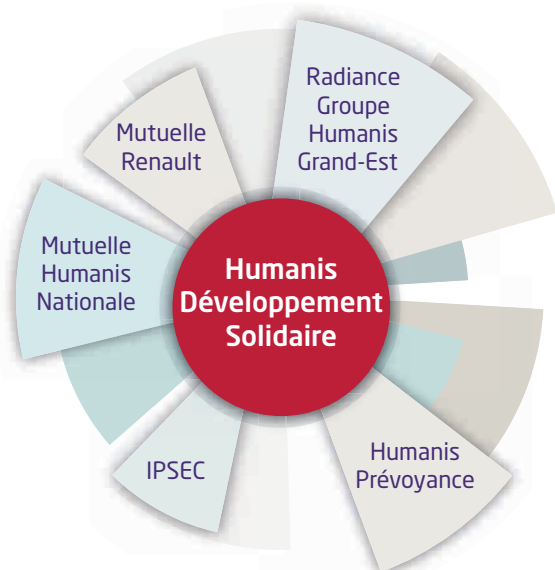 Radiance
Groupe
Humanis
Grand-Est
Mutuelle
Renault
Mutuelle
Humanis
Nationale
Humanis
Développement
Solidaire
IPSEC
Humanis
Prévoyance